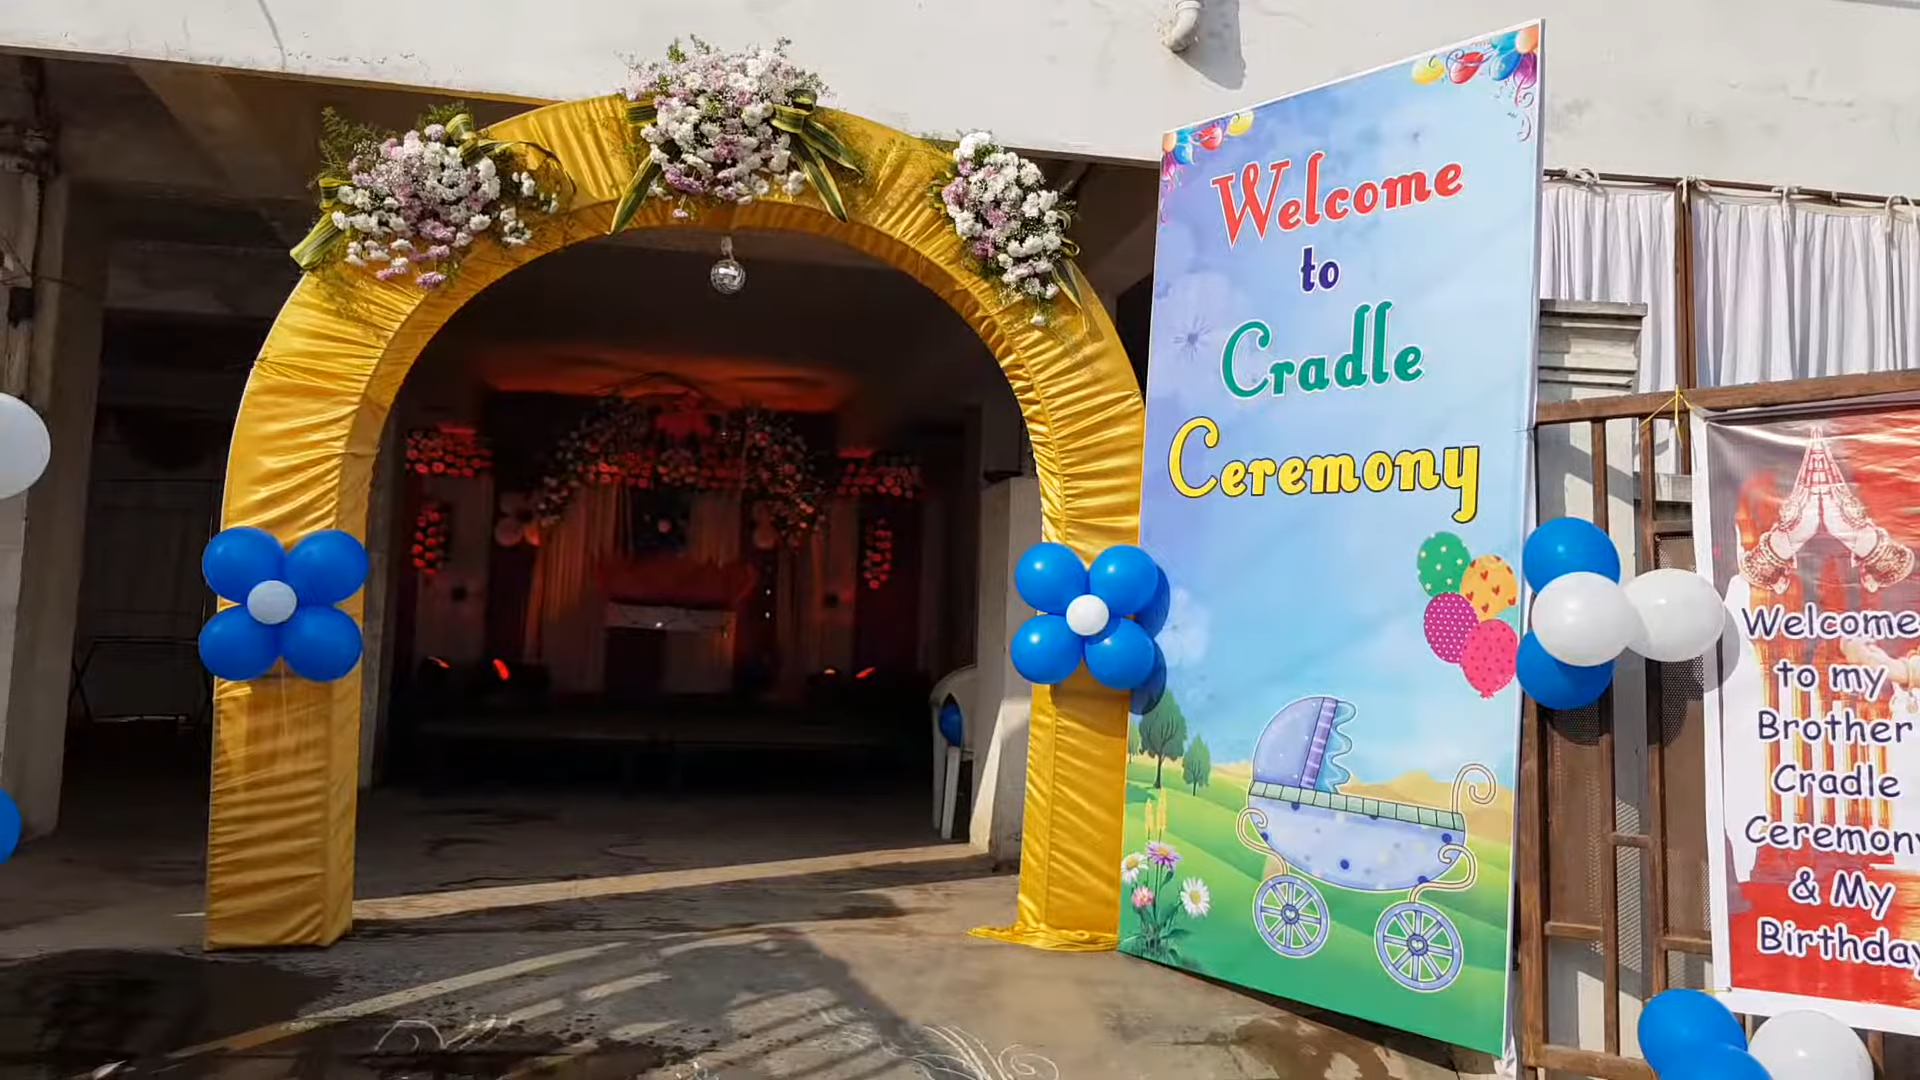 Welcome
to
Cradle
Ceremony
Welcome
to my
Brother
Cradle
Ceremony
& My
Birthday